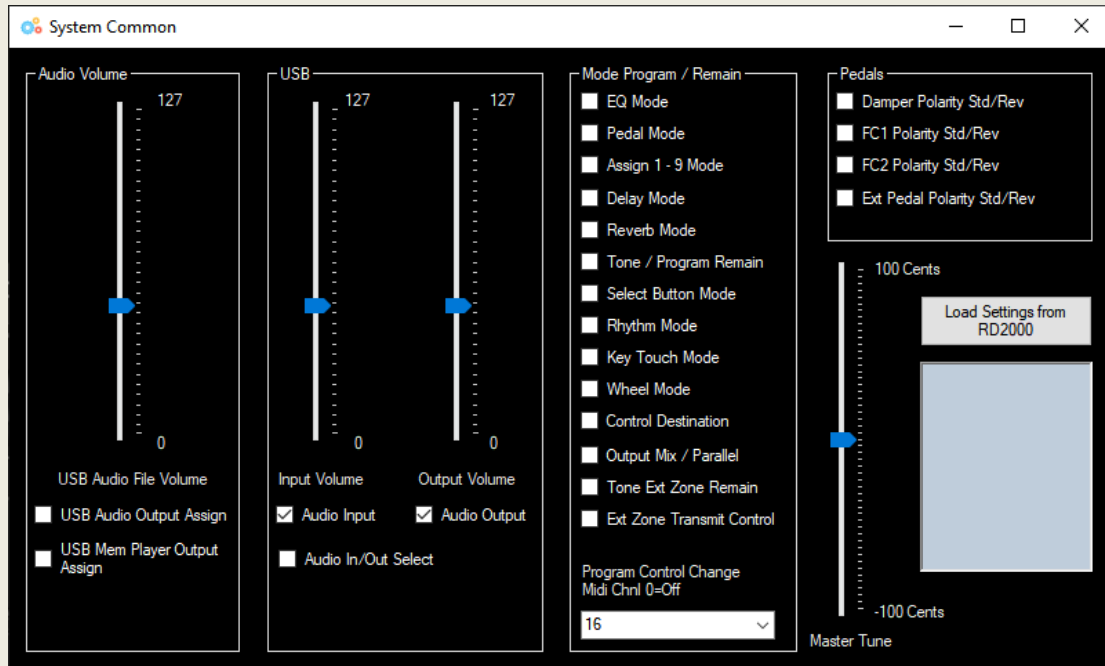 System Common
Audio Volume
127
0
USB Audio File Volume
USB Audio Output Assign
USB Mem Player Output
Assign
USB
127
127
0
0
Input Volume
Output Volume
Audio Input
Audio Output
Audio In/Out Select
Mode Program / Remain
EQ Mode
Pedal Mode
Assign 1 - 9 Mode
Delay Mode
Reverb Mode
Tone / Program Remain
Select Button Mode
Rhythm Mode
Key Touch Mode
Wheel Mode
Control Destination
Output Mix / Parallel
Tone Ext Zone Remain
Ext Zone Transmit Control
Program Control Change
Midi Chnl 0=Off
16
Pedals
Damper Polarity Std/Rev
FC1 Polarity Std/Rev
FC2 Polarity Std/Rev
Ext Pedal Polarity Std/Rev
100 Cents
Load Settings from
RD2000
-100 Cents
Master Tune